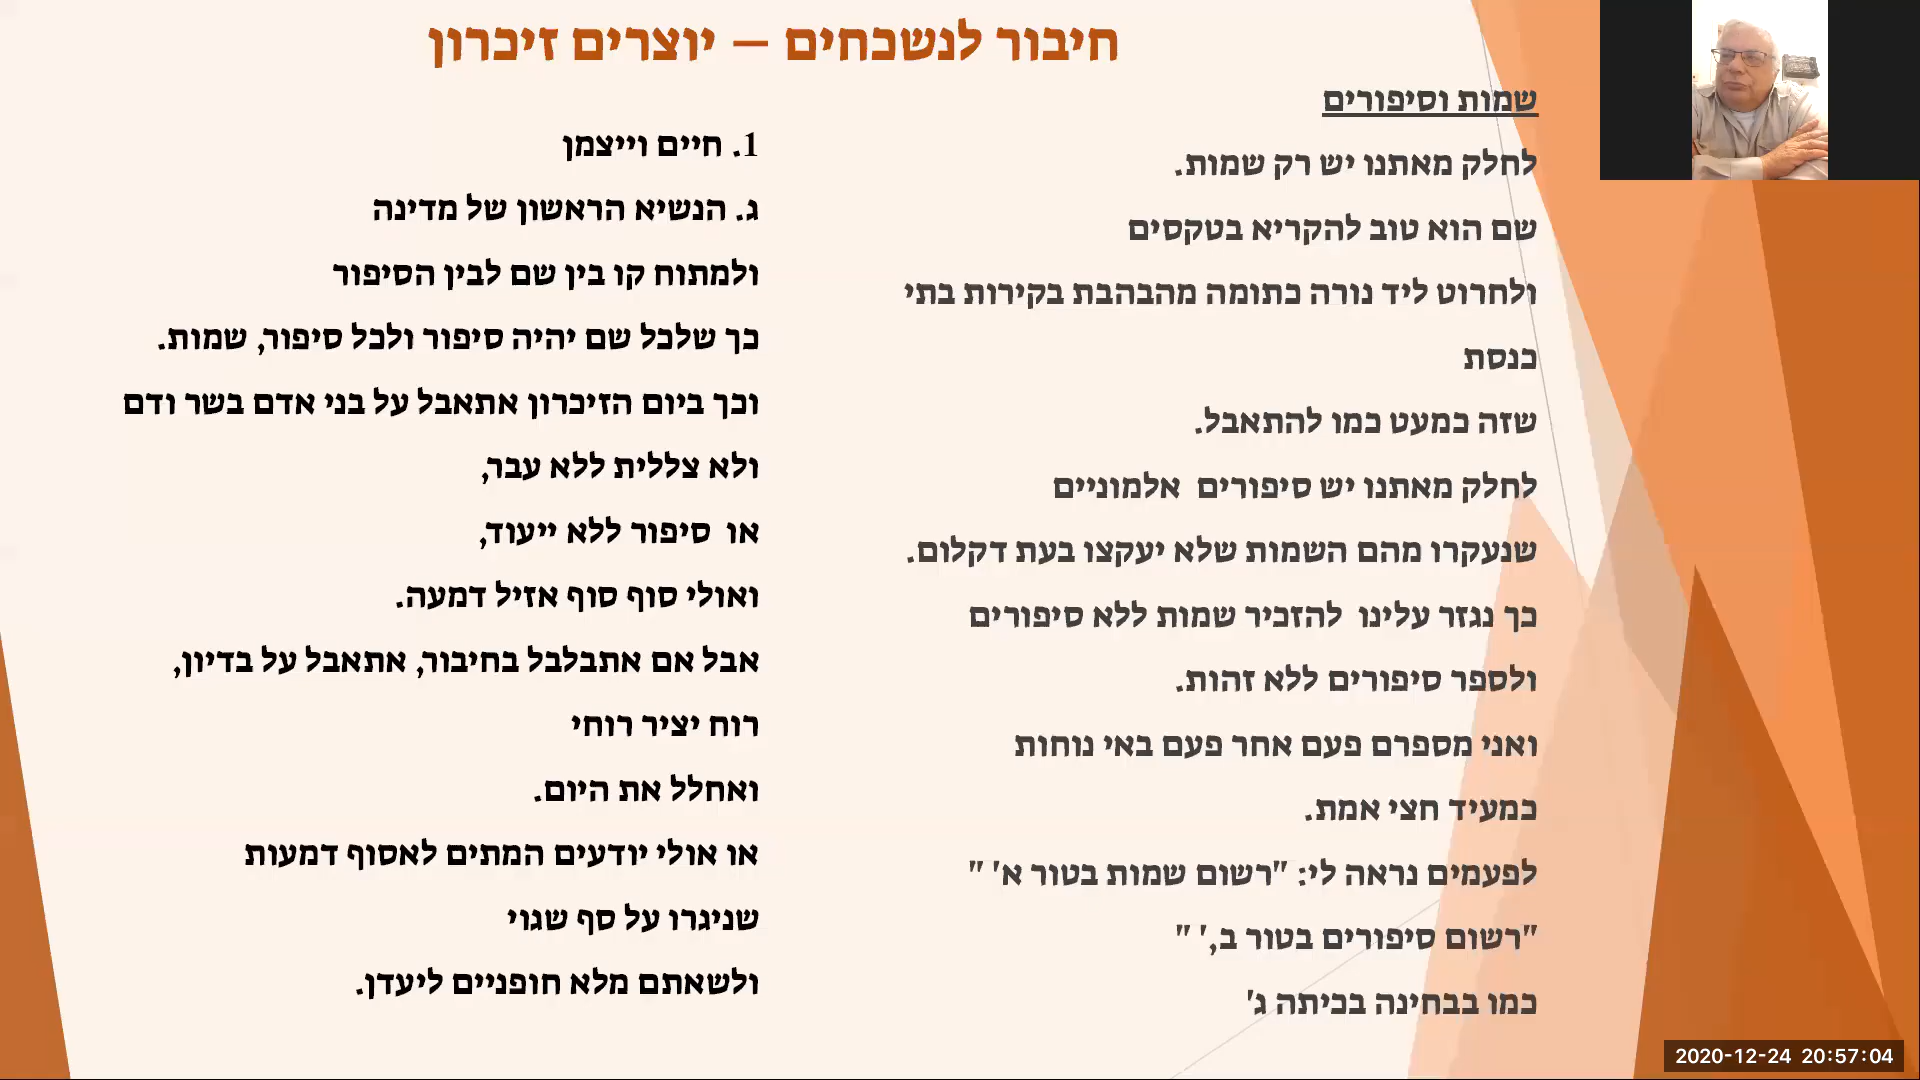 חיבור לנשכחים – יוצרים זיכרון
שמות וסיפורים
לחלק מאתנו יש רק שמות.
שם הוא טוב להקריא בטקסים
ולחרוט ליד נורה כתומה מהבהבת בקירות בתי
כנסת
שזה כמעט כמו להתאבל.
לחלק מאתנו יש סיפורים אלמוניים
שנעקרו מהם השמות שלא יעקצו בעת דקלום.
כך נגזר עלינו להזכיר שמות ללא סיפורים
ולספר סיפורים ללא זהות.
ואני מספרם פעם אחר פעם באי נוחות
כמעיד חצי אמת.
לפעמים נראה לי: "רשום שמות בטור א' "
"רשום סיפורים בטור ב,' "
כמו בבחינה בכיתה ג'
1. חיים וייצמן
ג. הנשיא הראשון של מדינה
ולמתוח קו בין שם לבין הסיפור
כך שלכל שם יהיה סיפור ולכל סיפור, שמות.
וכך ביום הזיכרון אתאבל על בני אדם בשר ודם
ולא צללית ללא עבר,
או סיפור ללא ייעוד,
ואולי סוף סוף אזיל דמעה.
אבל אם אתבלבל בחיבור, אתאבל על בדיון,
רוח יציר רוחי
ואחלל את היום.
או אולי יודעים המתים לאסוף דמעות
שניגרו על סף שגוי
ולשאתם מלא חופניים ליעדן.
2020-12-24 20:57:04